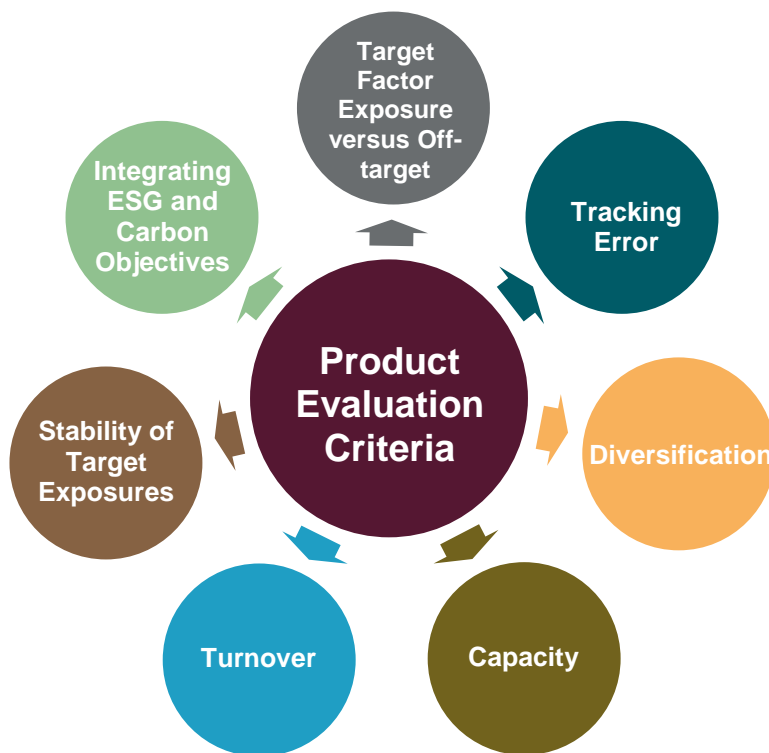 Target
Factor
Exposure
versus Off-
target
Tracking
Error
Diversification
Capacity
Turnover
Stability of
Target
Exposures
Integrating
ESG and
Carbon
Objectives
Product
Evaluation
Criteria